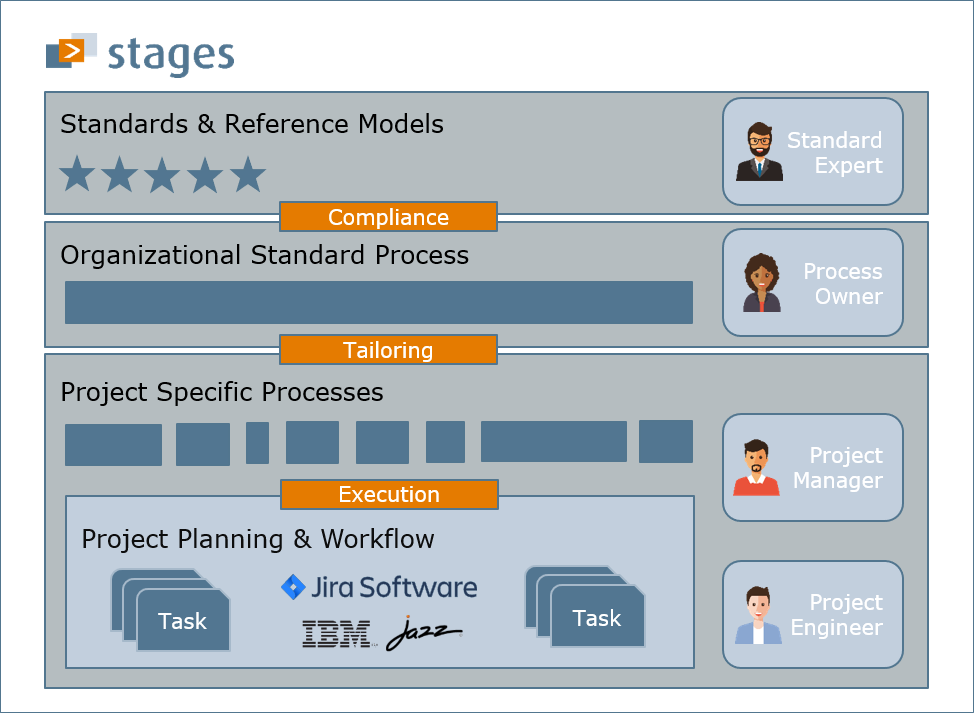 stages
Standards & Reference Models
Standard
Expert
Compliance
Organizational Standard Process
Process
Owner
Tailoring
Project Specific Processes
Project
Manager
Execution
Project Planning & Workflow
Task
Jira Software
IBM jazz
Task
Project
Engineer